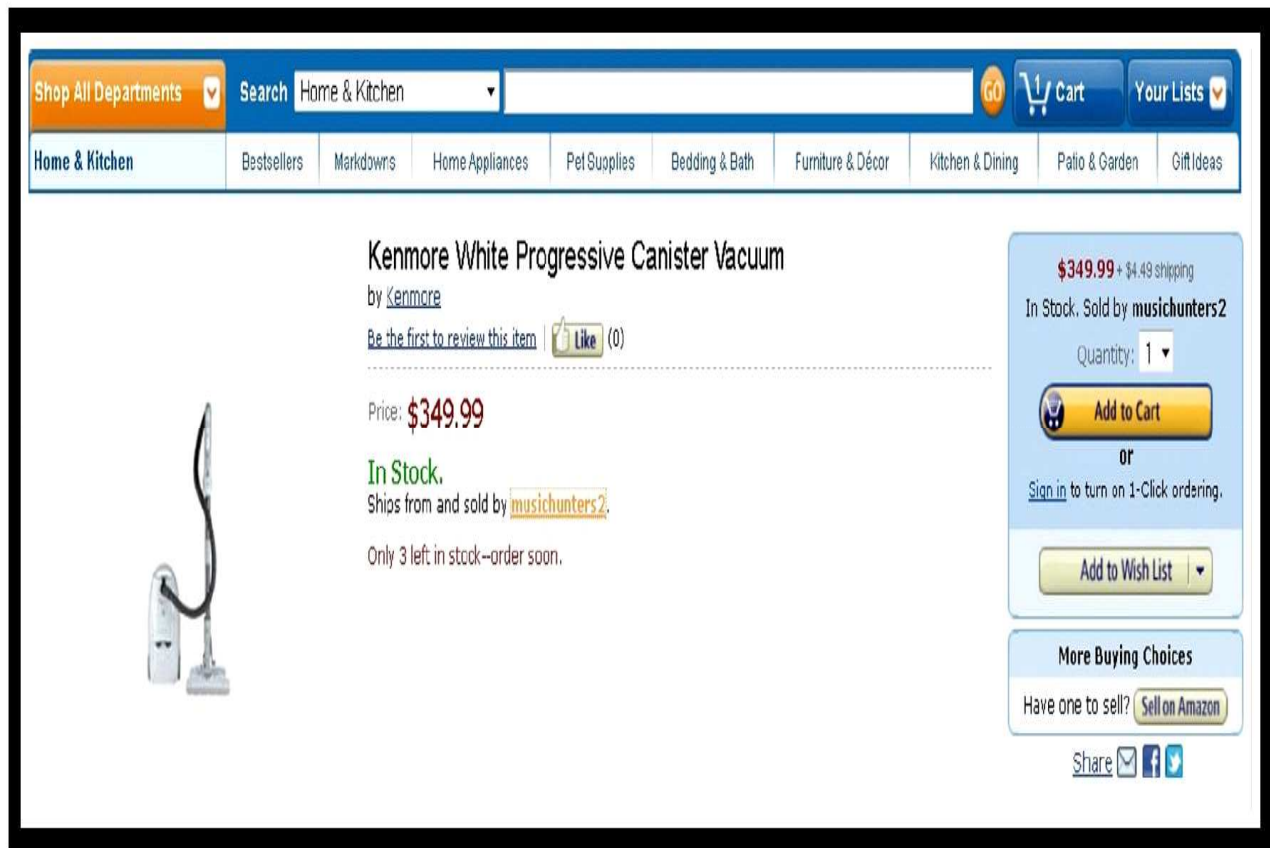 Shop All Departments Search Home & Kitchen GO 1 Cart Your Lists
Home & Kitchen Bestsellers Markdowns Home Appliances Pet Supplies Bedding & Bath Furniture & Décor Kitchen & Dining Patio & Garden Gift Ideas
Kenmore White Progressive Canister Vacuum
by Kenmore
Be the first to review this item Like (0)
Price: $349.99
In Stock.
Ships from and sold by musichunters2.
Only 3 left in stock--order soon.
$349.99 + $4.49 shipping
In Stock. Sold by musichunters2
Quantity: 1
Add to Cart
or
Sign in to turn on 1-Click ordering.
Add to Wish List
More Buying Choices
Have one to sell? Sell on Amazon
Share